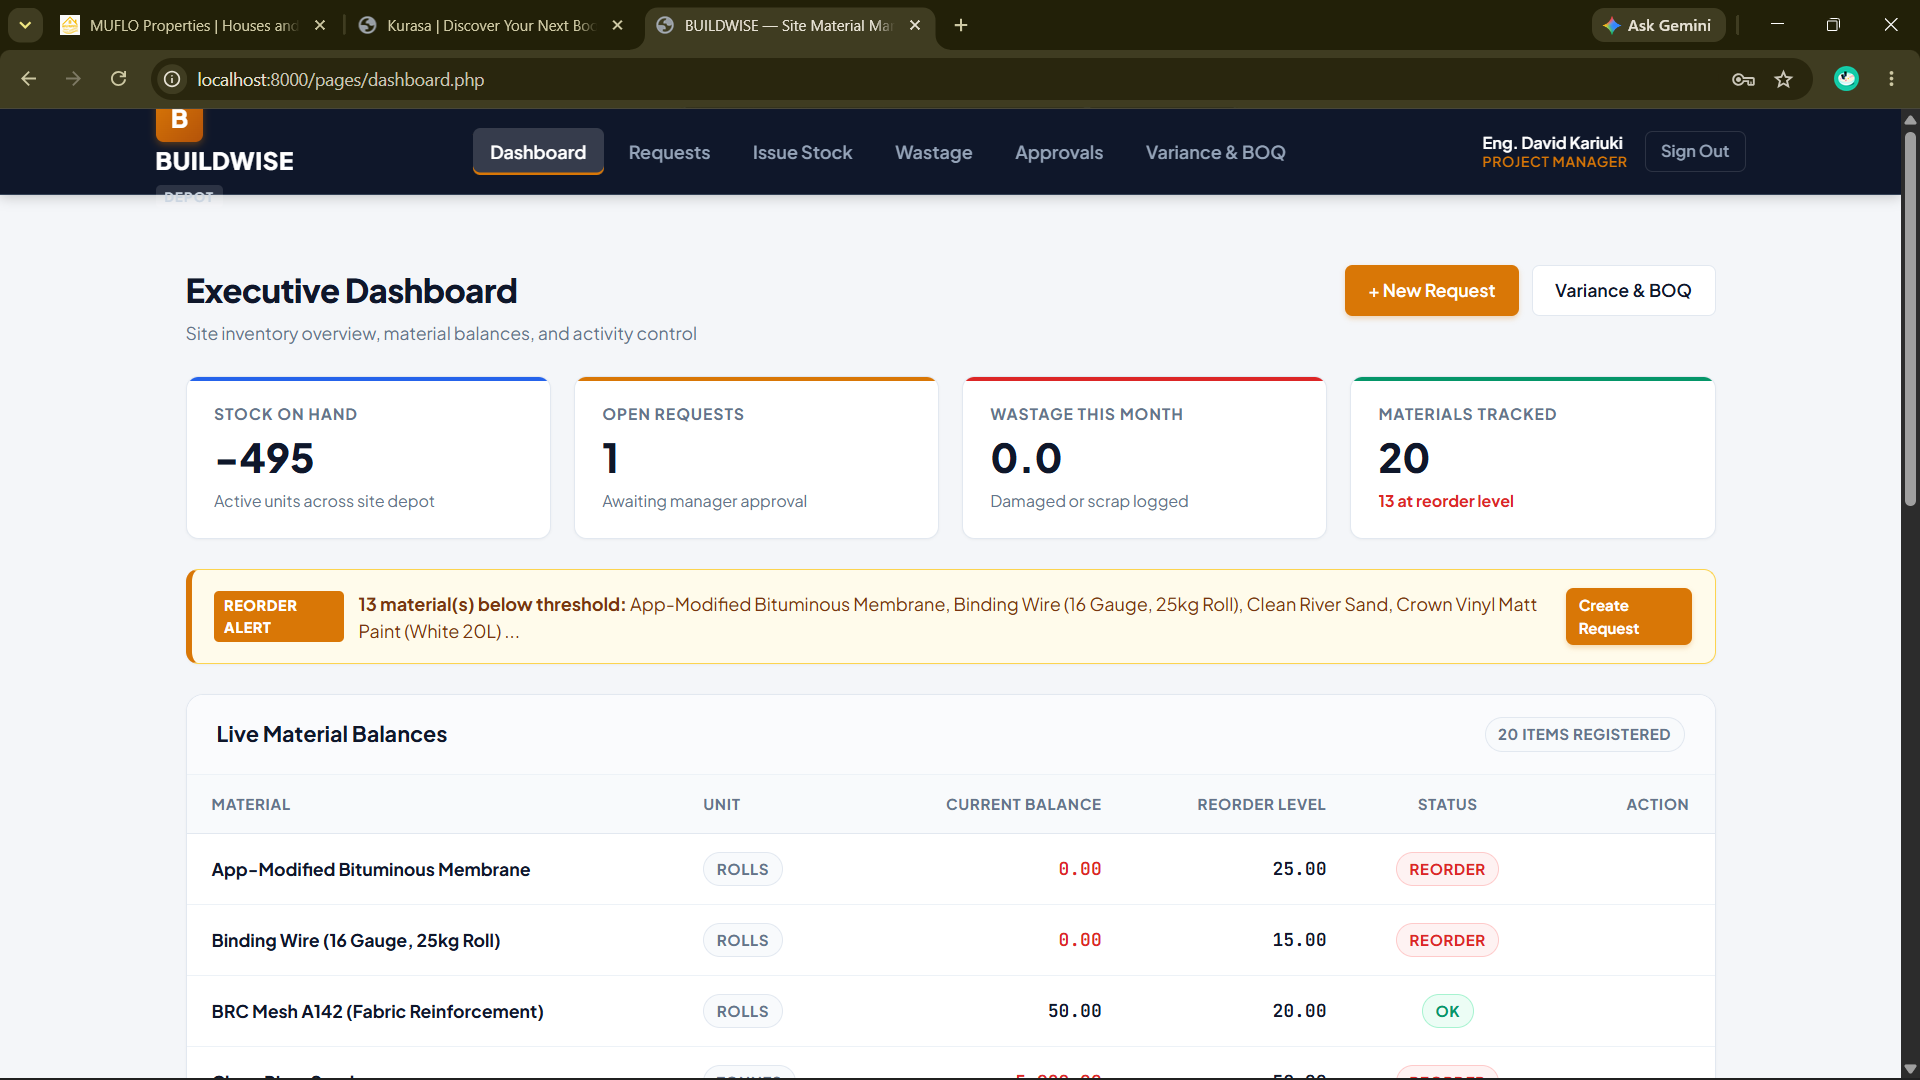 MUFLO Properties | Houses and
Kurasa | Discover Your Next Boo
BUILDWISE — Site Material Ma
Ask Gemini
localhost:8000/pages/dashboard.php
B
BUILDWISE
DEPOT
Dashboard
Requests
Issue Stock
Wastage
Approvals
Variance & BOQ
Eng. David Kariuki
PROJECT MANAGER
Sign Out
Executive Dashboard
Site inventory overview, material balances, and activity control
+ New Request
Variance & BOQ
STOCK ON HAND
-495
Active units across site depot
OPEN REQUESTS
1
Awaiting manager approval
WASTAGE THIS MONTH
0.0
Damaged or scrap logged
MATERIALS TRACKED
20
13 at reorder level
REORDER
ALERT
13 material(s) below threshold: App-Modified Bituminous Membrane, Binding Wire (16 Gauge, 25kg Roll), Clean River Sand, Crown Vinyl Matt
Paint (White 20L) ...
Create
Request
Live Material Balances
20 ITEMS REGISTERED
MATERIAL UNIT CURRENT BALANCE REORDER LEVEL STATUS ACTION
App-Modified Bituminous Membrane ROLLS 0.00 25.00 REORDER
Binding Wire (16 Gauge, 25kg Roll) ROLLS 0.00 15.00 REORDER
BRC Mesh A142 (Fabric Reinforcement) ROLLS 50.00 20.00 OK